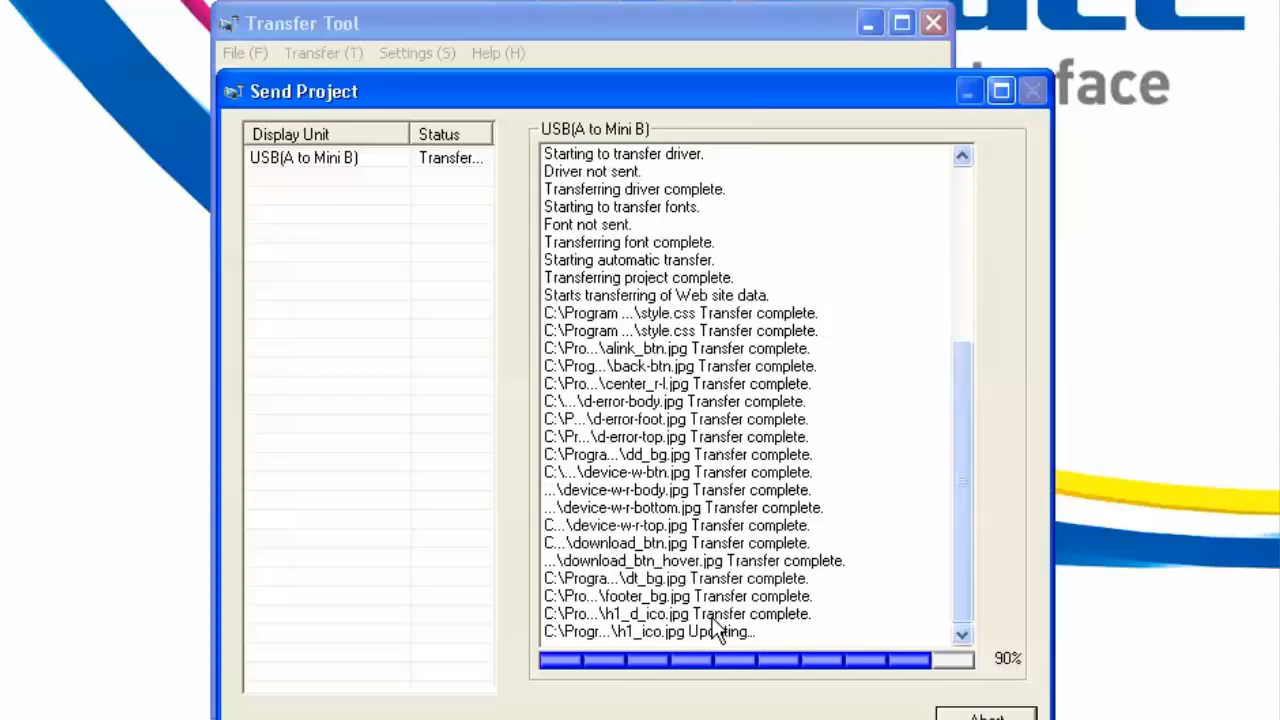 Transfer Tool
File (F) Transfer (T) Settings (S) Help (H)
face
Send Project
Display Unit Status
USB(A to Mini B) Transfer...
USB(A to Mini B)
Starting to transfer driver.
Driver not sent.
Transferring driver complete.
Starting to transfer fonts.
Font not sent.
Transferring font complete.
Starting automatic transfer.
Transferring project complete.
Starts transferring of Web site data.
C:\Program ...\style.css Transfer complete.
C:\Program ...\style.css Transfer complete.
C:\Pro...\alink_btn.jpg Transfer complete.
C:\Prog...\back-btn.jpg Transfer complete.
C:\Pro...\center_r-l.jpg Transfer complete.
C:\...\d-error-body.jpg Transfer complete.
C:\P...\d-error-foot.jpg Transfer complete.
C:\Pr...\d-error-top.jpg Transfer complete.
C:\Progra...\dd_bg.jpg Transfer complete.
C:\...\device-w-btn.jpg Transfer complete.
...\device-w-r-body.jpg Transfer complete.
...\device-w-r-bottom.jpg Transfer complete.
C...\device-w-r-top.jpg Transfer complete.
C...\download_btn.jpg Transfer complete.
...\download_btn_hover.jpg Transfer complete.
C:\Progra...\dt_bg.jpg Transfer complete.
C:\Pro...\footer_bg.jpg Transfer complete.
C:\Pro...\h1_d_ico.jpg Transfer complete.
C:\Progr...\h1_ico.jpg Updating...
90%
Abort